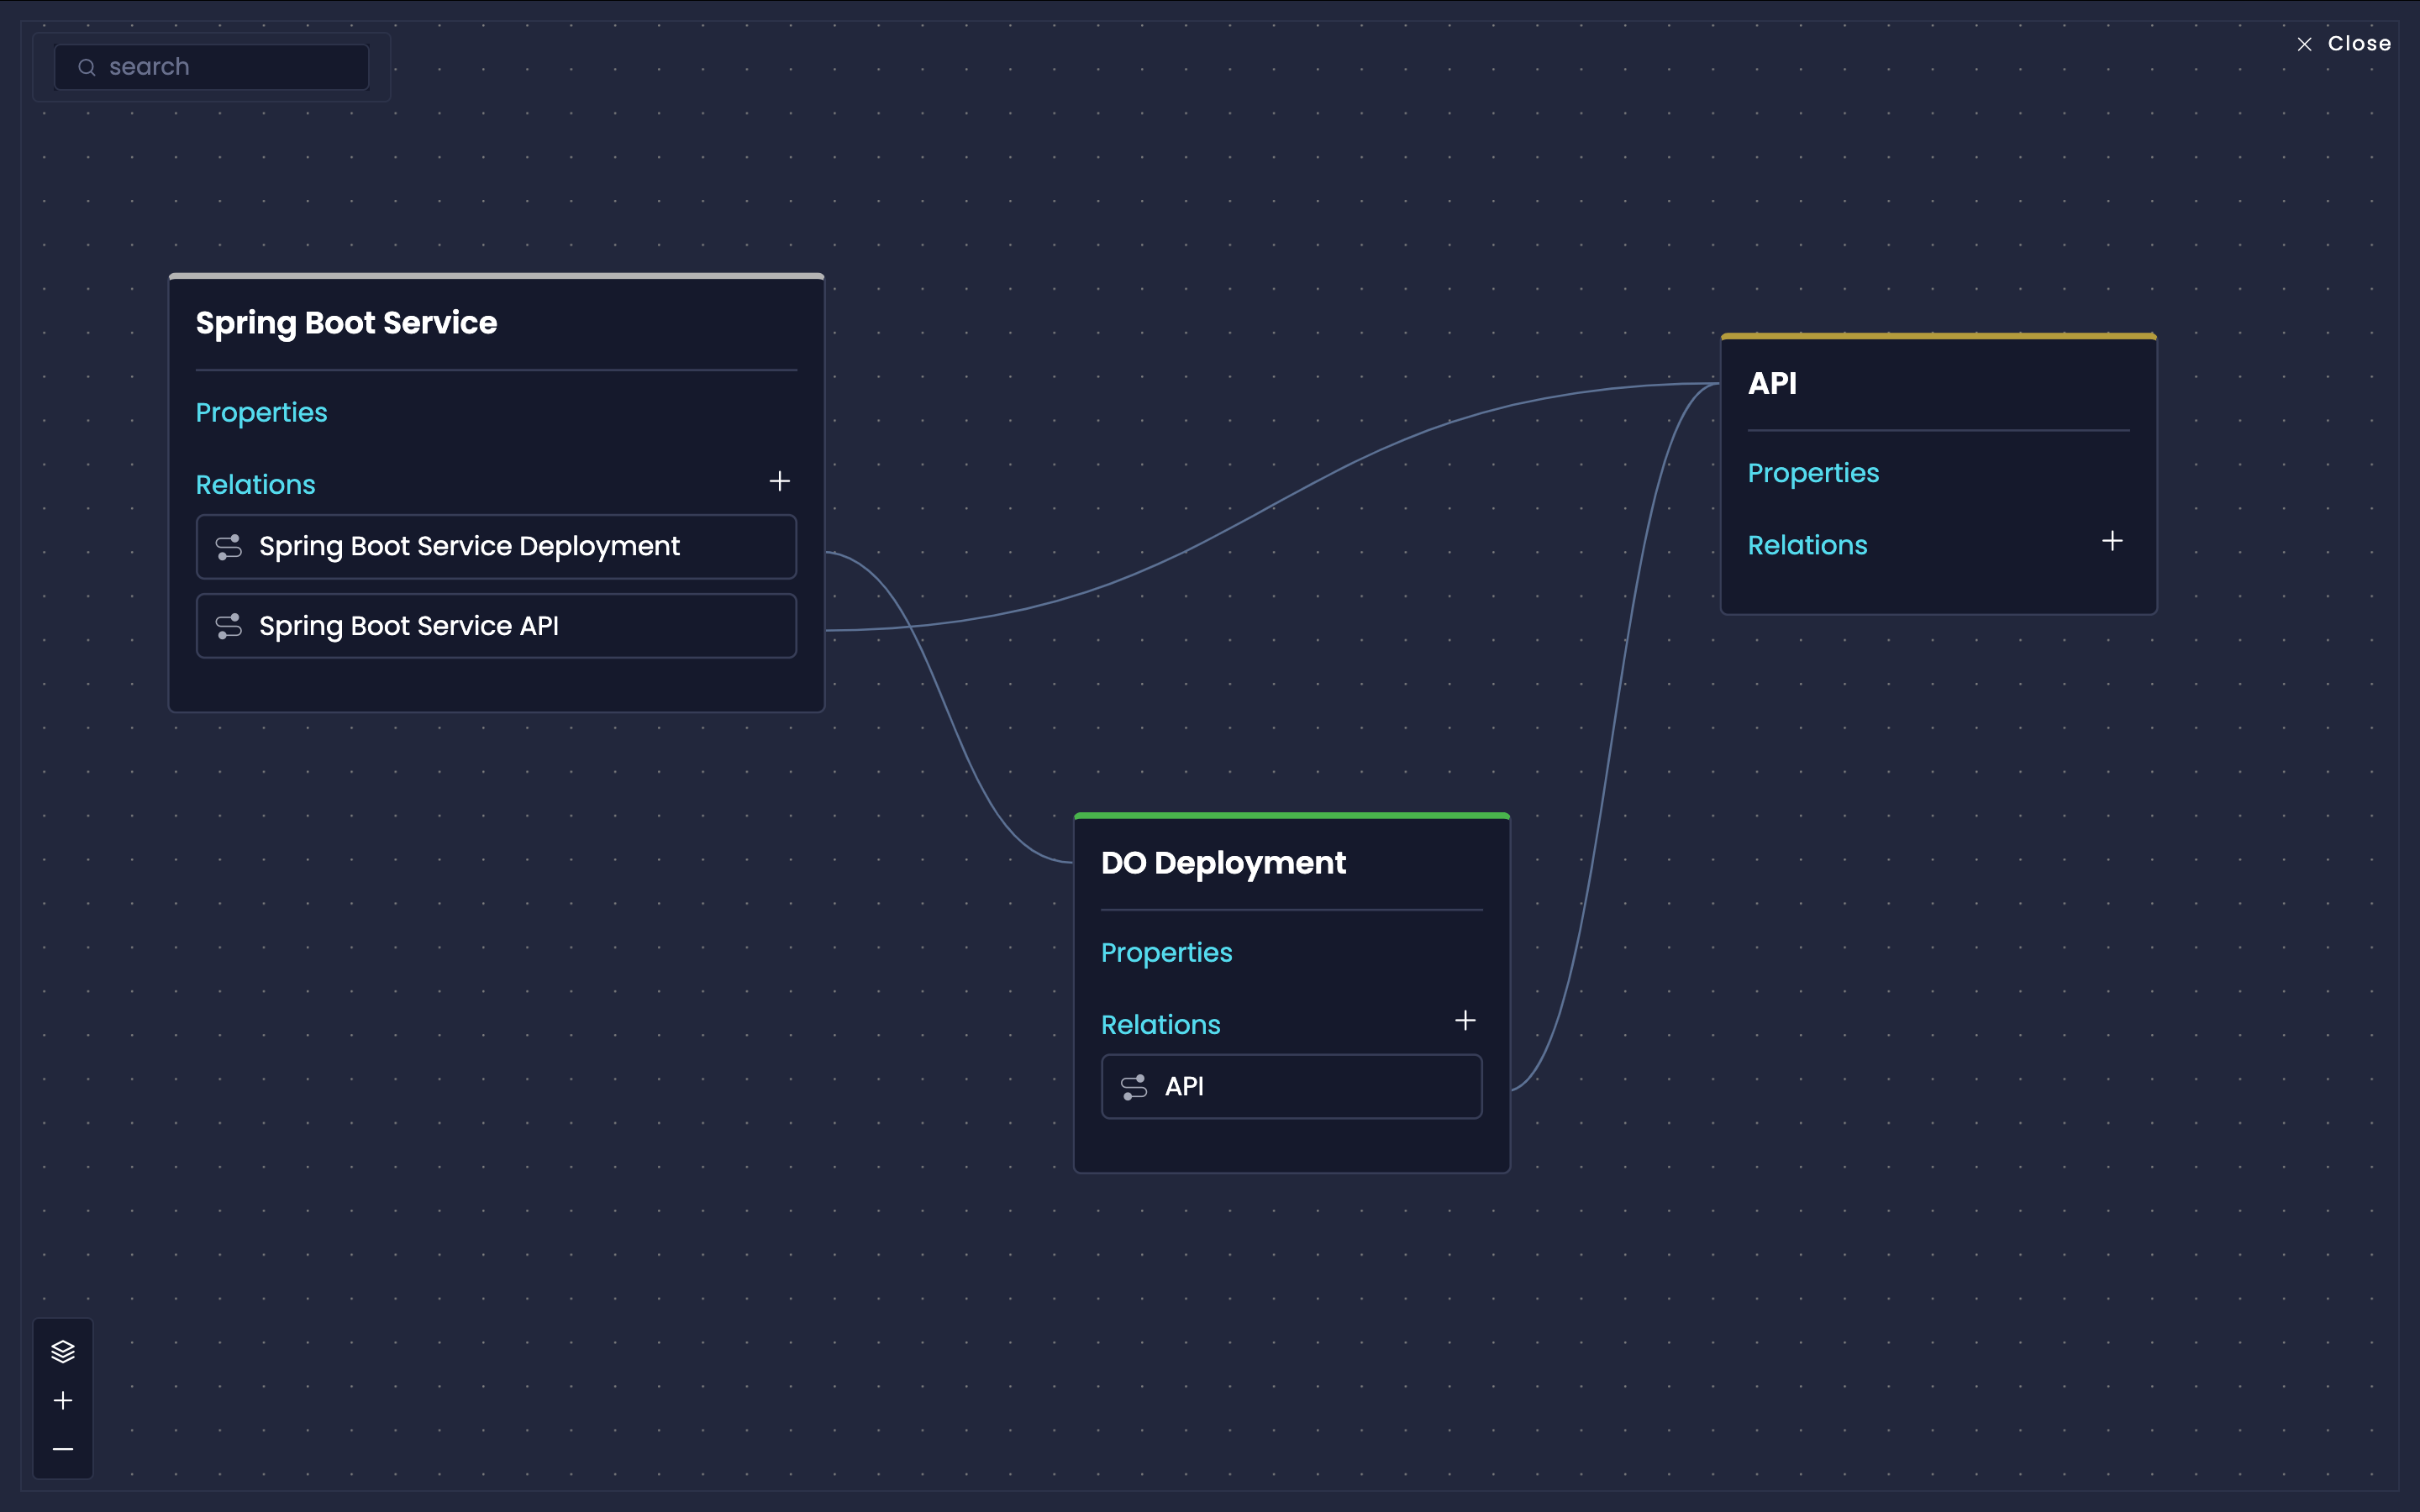 search
Close
Spring Boot Service
Properties
Relations
Spring Boot Service Deployment
Spring Boot Service API
API
Properties
Relations
DO Deployment
Properties
Relations
API